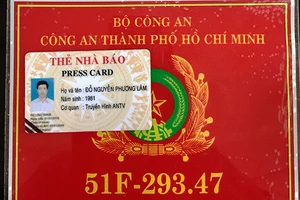 BỘ CÔNG AN
CÔNG AN THÀNH PHỐ HỒ CHÍ MINH
THẺ NHÀ BÁO
PRESS CARD
Họ và tên : ĐỖ NGUYỄN PHƯƠNG LÂM
Năm sinh : 1981
Cơ quan : Truyền Hình ANTV
51F-293.47